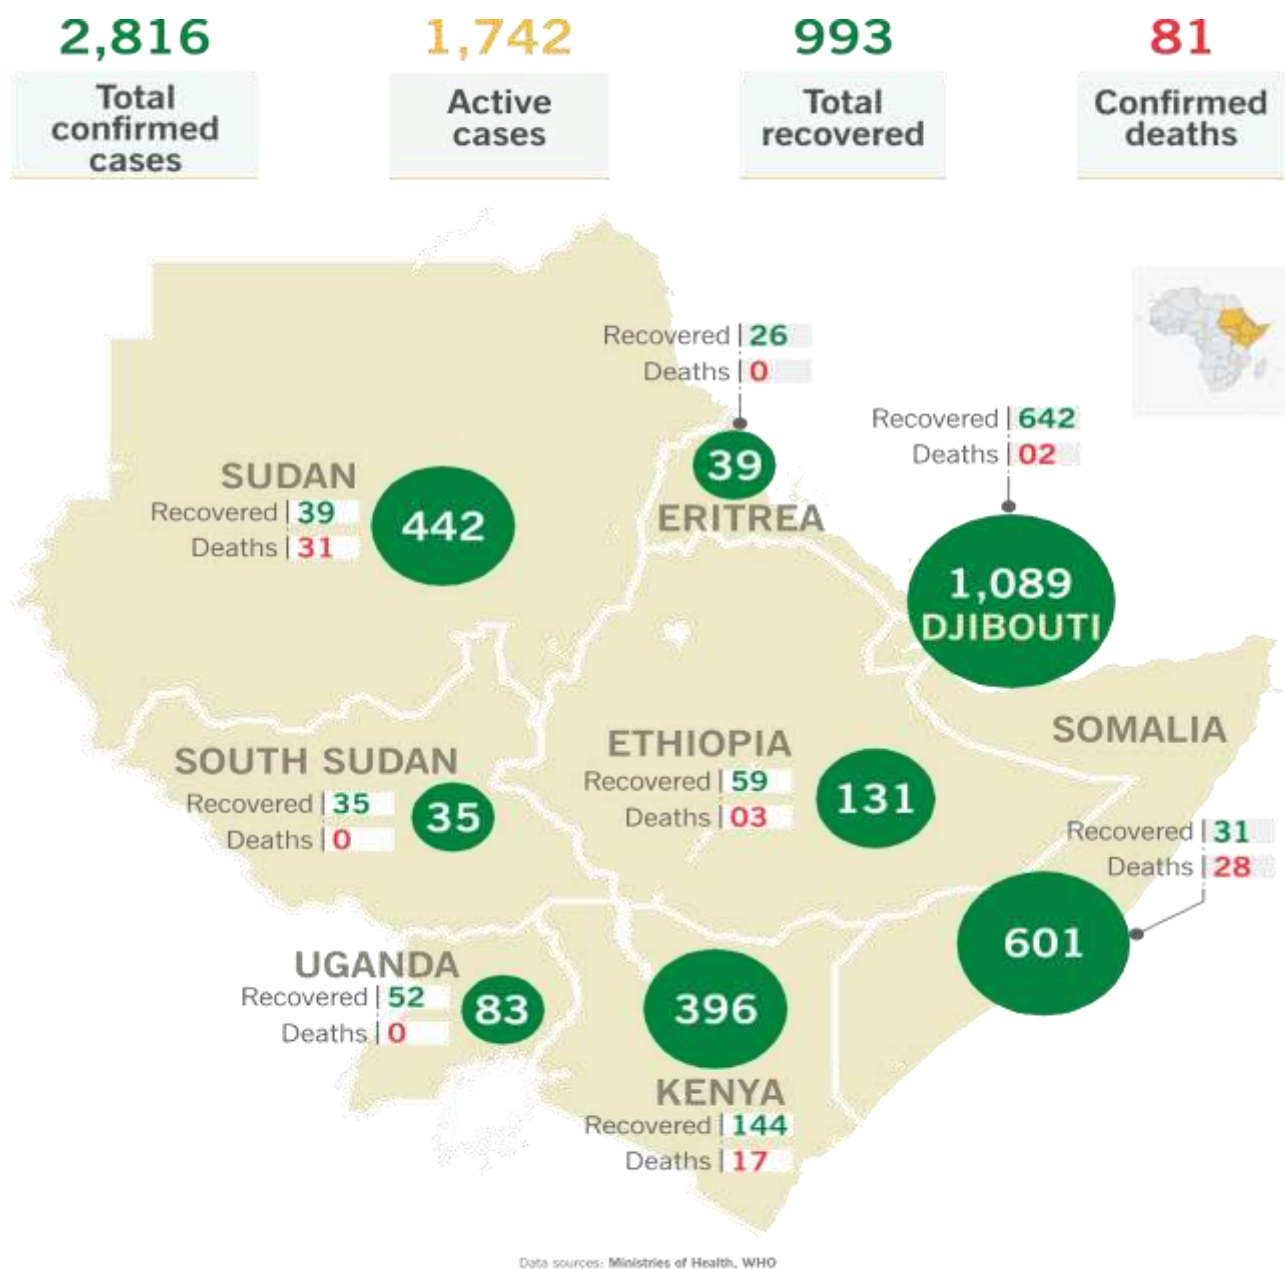 2,816
Total
confirmed
cases
1,742
Active
cases
993
Total
recovered
81
Confirmed
deaths
Recovered 26
Deaths 0
39
ERITREA
Recovered 642
Deaths 02
1,089
DJIBOUTI
SUDAN
Recovered 39
Deaths 31
442
SOUTH SUDAN
Recovered 35
Deaths 0
35
ETHIOPIA
Recovered 59
Deaths 03
131
SOMALIA
Recovered 31
Deaths 28
601
UGANDA
Recovered 52
Deaths 0
83
396
KENYA
Recovered 144
Deaths 17
Data sources: Ministries of Health, WHO